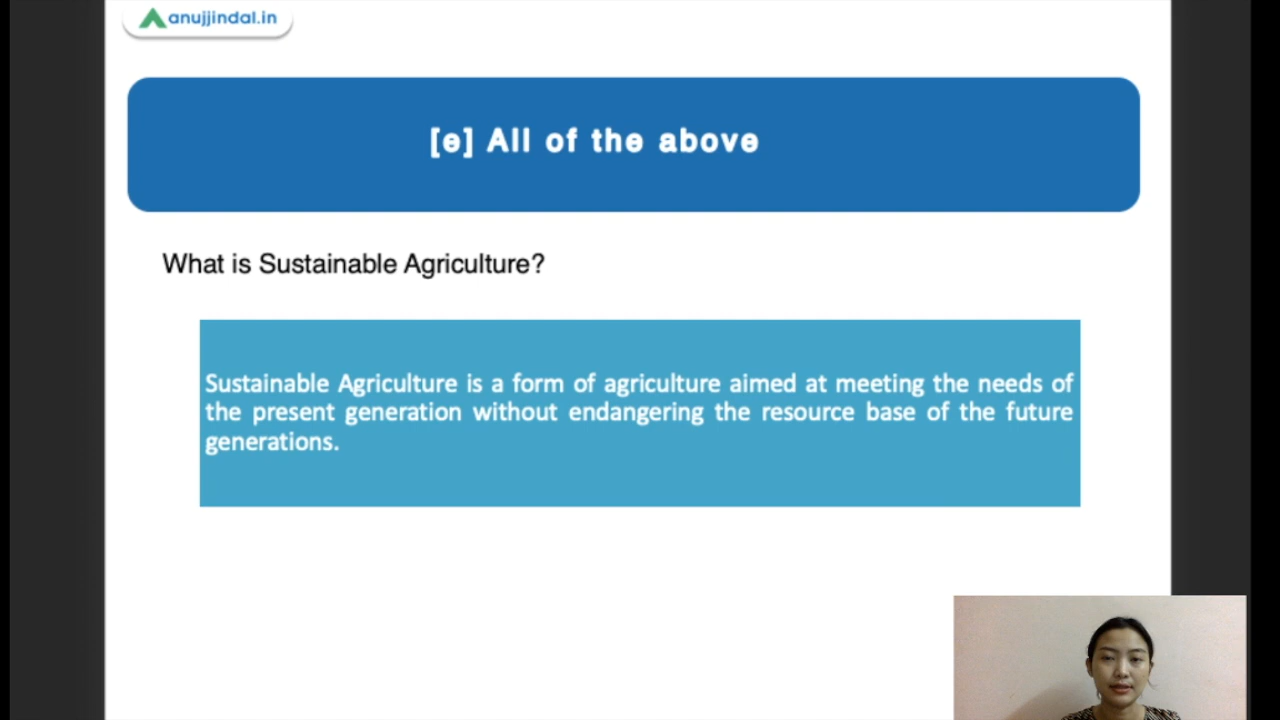 anujjindal.in
[e] All of the above
What is Sustainable Agriculture?
Sustainable Agriculture is a form of agriculture aimed at meeting the needs of
the present generation without endangering the resource base of the future
generations.